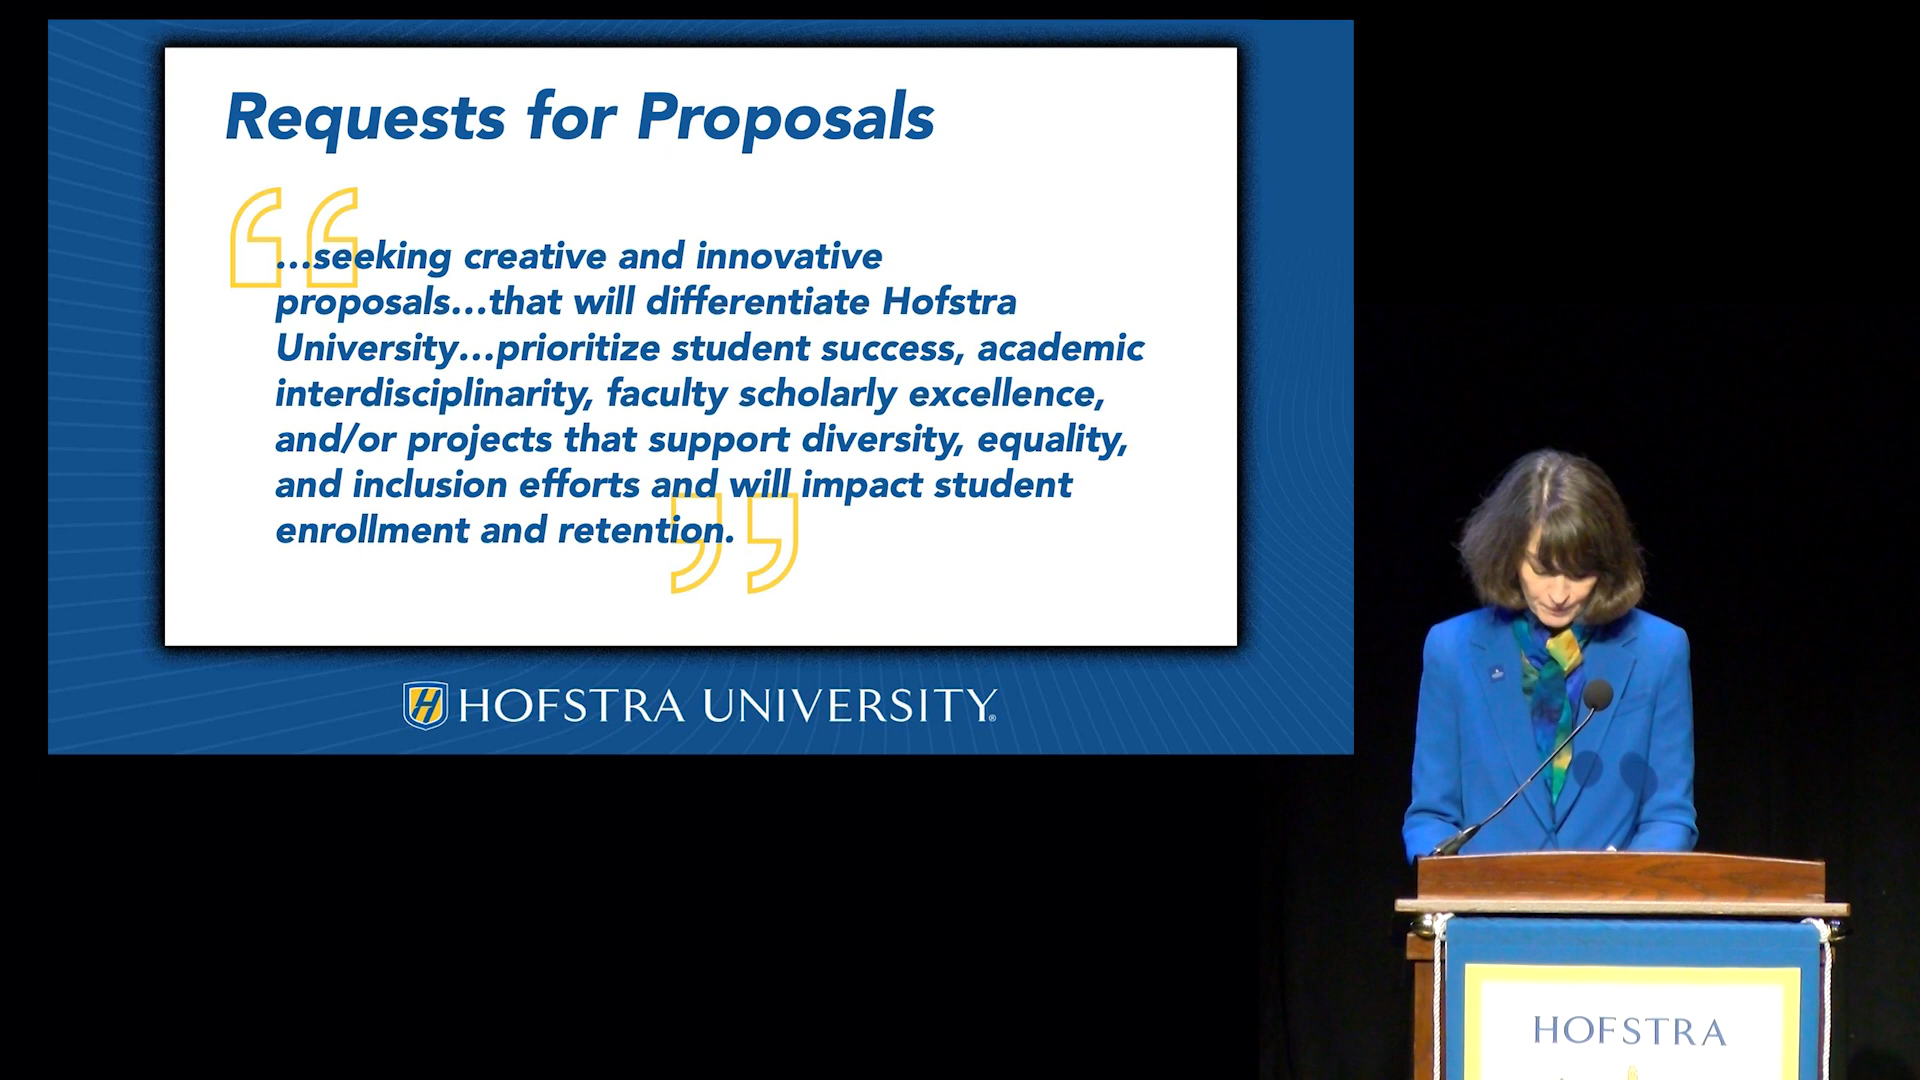 Requests for Proposals
…seeking creative and innovative
proposals…that will differentiate Hofstra
University…prioritize student success, academic
interdisciplinarity, faculty scholarly excellence,
and/or projects that support diversity, equality,
and inclusion efforts and will impact student
enrollment and retention.
HOFSTRA UNIVERSITY®
HOFSTRA